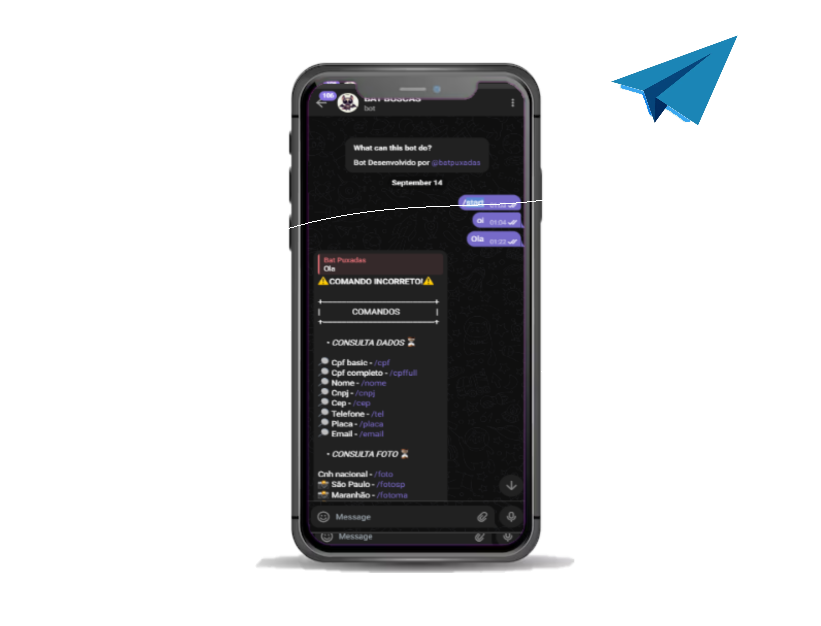 106
BAT BUSCAS
bot
What can this bot do?
Bot Desenvolvido por @batpuxadas
September 14
/start 01:03
oi 01:04
Ola 01:23
Bat Puxadas
Ola
⚠️COMANDO INCORRETO!⚠️
COMANDOS
• CONSULTA DADOS
Cpf basic - /cpf
Cpf completo - /cpffull
Nome - /nome
Cnpj - /cnpj
Cep - /cep
Telefone - /tel
Placa - /placa
Email - /email
• CONSULTA FOTO
Cnh nacional - /foto
São Paulo - /fotosp
Maranhão - /fotoma
Message
Message